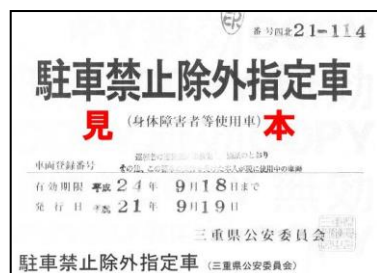 番号四北21-114
駐車禁止除外指定車
見 (身体障害者等使用車) 本
車両登録番号
有効期限 平成 24年 9月18日まで
発行日 平成 21年 9月19日
三重県公安委員会
駐車禁止除外指定車 (三重県公安委員会)